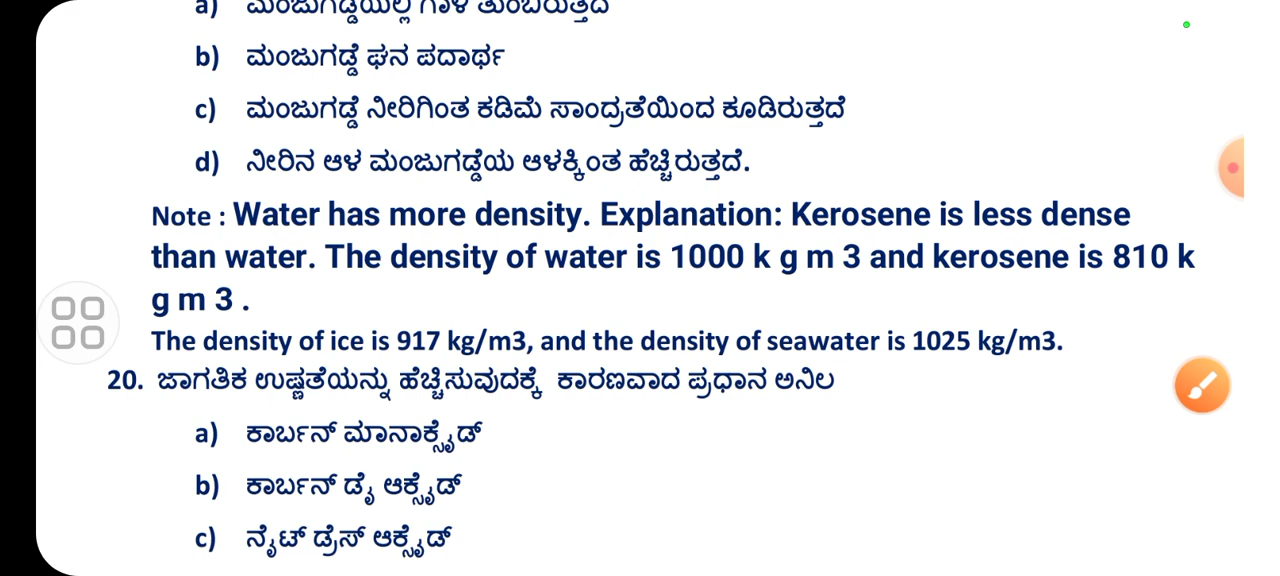 a) ಮಂಜುಗಡ್ಡೆಯಲ್ಲಿ ಗಾಳಿ ತುಂಬಿರುತ್ತದೆ
b) ಮಂಜುಗಡ್ಡೆ ಘನ ಪದಾರ್ಥ
c) ಮಂಜುಗಡ್ಡೆ ನೀರಿಗಿಂತ ಕಡಿಮೆ ಸಾಂದ್ರತೆಯಿಂದ ಕೂಡಿರುತ್ತದೆ
d) ನೀರಿನ ಆಳ ಮಂಜುಗಡ್ಡೆಯ ಆಳಕ್ಕಿಂತ ಹೆಚ್ಚಿರುತ್ತದೆ.
Note : Water has more density. Explanation: Kerosene is less dense
than water. The density of water is 1000 k g m 3 and kerosene is 810 k
g m 3 .
The density of ice is 917 kg/m3, and the density of seawater is 1025 kg/m3.
20. ಜಾಗತಿಕ ಉಷ್ಣತೆಯನ್ನು ಹೆಚ್ಚಿಸುವುದಕ್ಕೆ ಕಾರಣವಾದ ಪ್ರಧಾನ ಅನಿಲ
a) ಕಾರ್ಬನ್ ಮಾನಾಕ್ಸೈಡ್
b) ಕಾರ್ಬನ್ ಡೈ ಆಕ್ಸೈಡ್
c) ನೈಟ್ ಡ್ರೆಸ್ ಆಕ್ಸೈಡ್